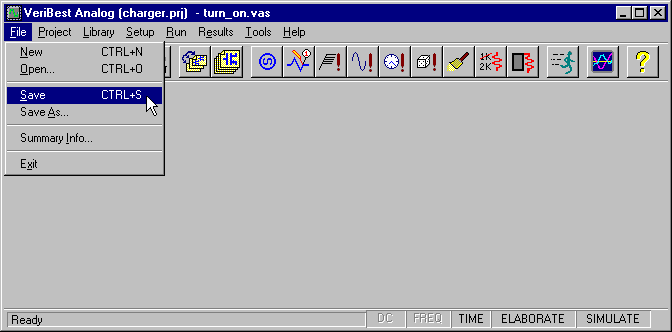 VeriBest Analog (charger.prj) - turn_on.vas
File Project Library Setup Run Results Tools Help
New CTRL+N
Open... CTRL+O
Save CTRL+S
Save As...
Summary Info...
Exit
1K
2K
?
Ready DC FREQ TIME ELABORATE SIMULATE